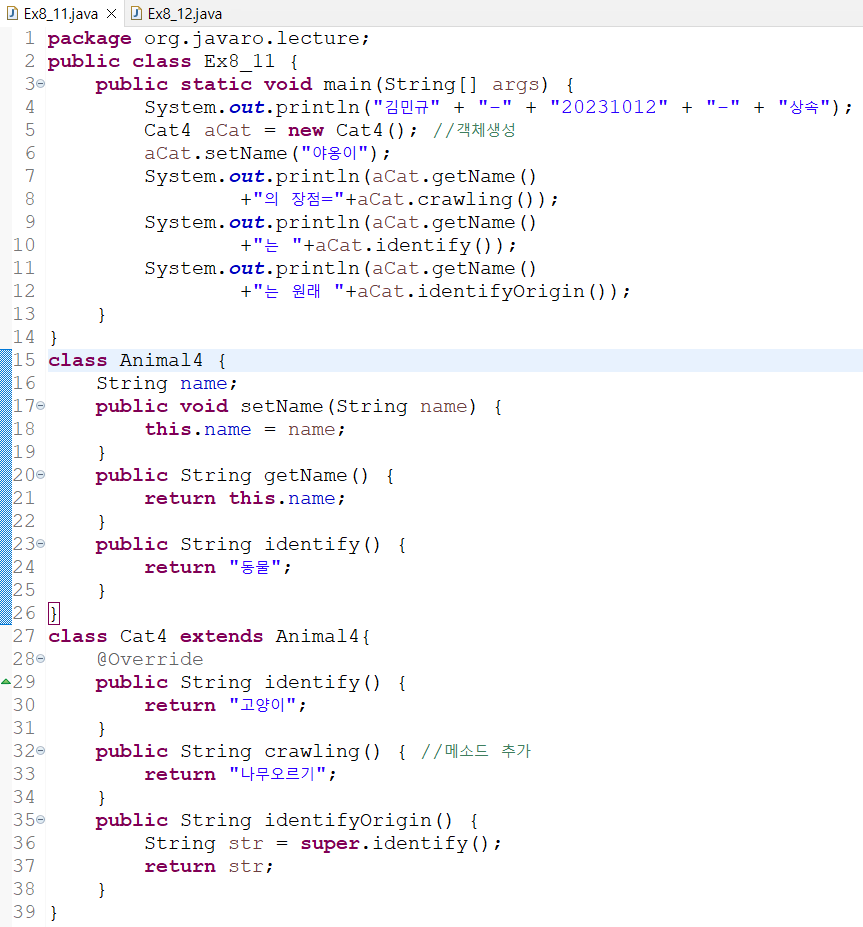 Ex8_11.java Ex8_12.java
1 package org.javaro.lecture;
2 public class Ex8_11 {
3 public static void main(String[] args) {
4 System.out.println("김민규" + "-" + "20231012" + "-" + "상속");
5 Cat4 aCat = new Cat4(); //객체생성
6 aCat.setName("야옹이");
7 System.out.println(aCat.getName()
8 +"의 장점="+aCat.crawling());
9 System.out.println(aCat.getName()
10 +"는 "+aCat.identify());
11 System.out.println(aCat.getName()
12 +"는 원래 "+aCat.identifyOrigin());
13 }
14 }
15 class Animal4 {
16 String name;
17 public void setName(String name) {
18 this.name = name;
19 }
20 public String getName() {
21 return this.name;
22 }
23 public String identify() {
24 return "동물";
25 }
26 }
27 class Cat4 extends Animal4{
28 @Override
29 public String identify() {
30 return "고양이";
31 }
32 public String crawling() { //메소드 추가
33 return "나무오르기";
34 }
35 public String identifyOrigin() {
36 String str = super.identify();
37 return str;
38 }
39 }